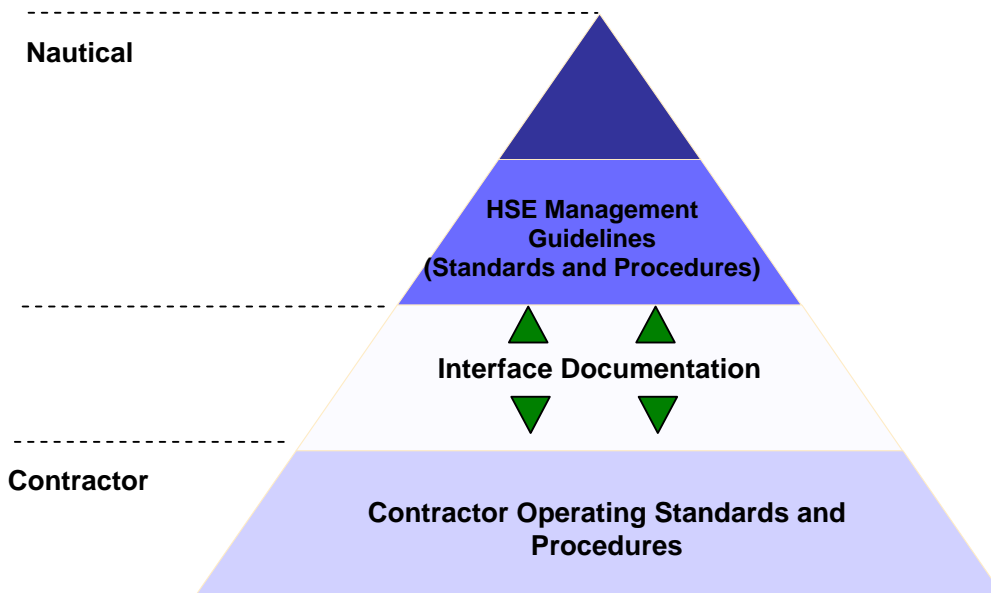 Nautical
HSE Management
Guidelines
(Standards and Procedures)
Interface Documentation
Contractor
Contractor Operating Standards and
Procedures